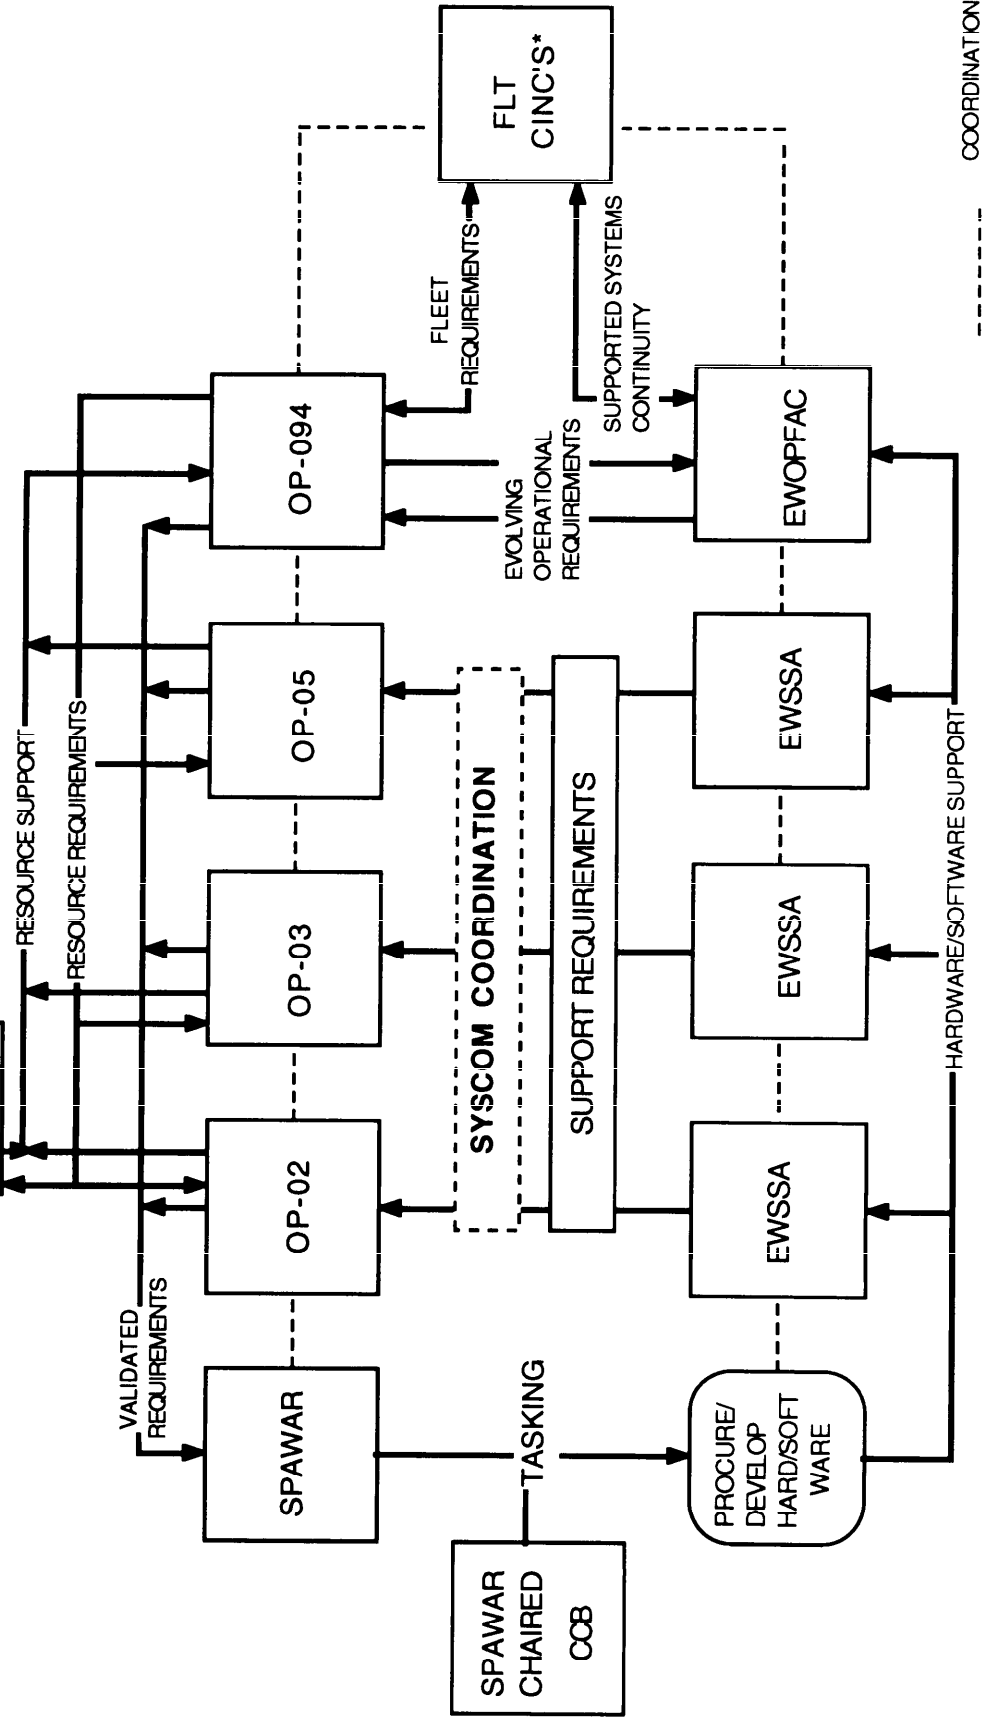 RESOURCE SUPPORT
RESOURCE REQUIREMENTS
VALIDATED
REQUIREMENTS
SPAWAR
OP-02
OP-03
OP-05
OP-094
FLEET
RIEQUIREMENTS
FLT
CINC'S*
SPAWAR
CHAIRED
CCB
TASKING
SYSCOM COORDINATION
SUPPORT REQUIREMENTS
EVOLVING
OPERATIONAL
REQUIREMENTS
SUPPORTED SYSTEMS
CONTINUITY
PROCURE/
DEVELOP
HARD/SOFT
WARE
EWSSA
EWSSA
EWSSA
EWOPFAC
HARDWARE/SOFTWARE SUPPORT
COORDINATION